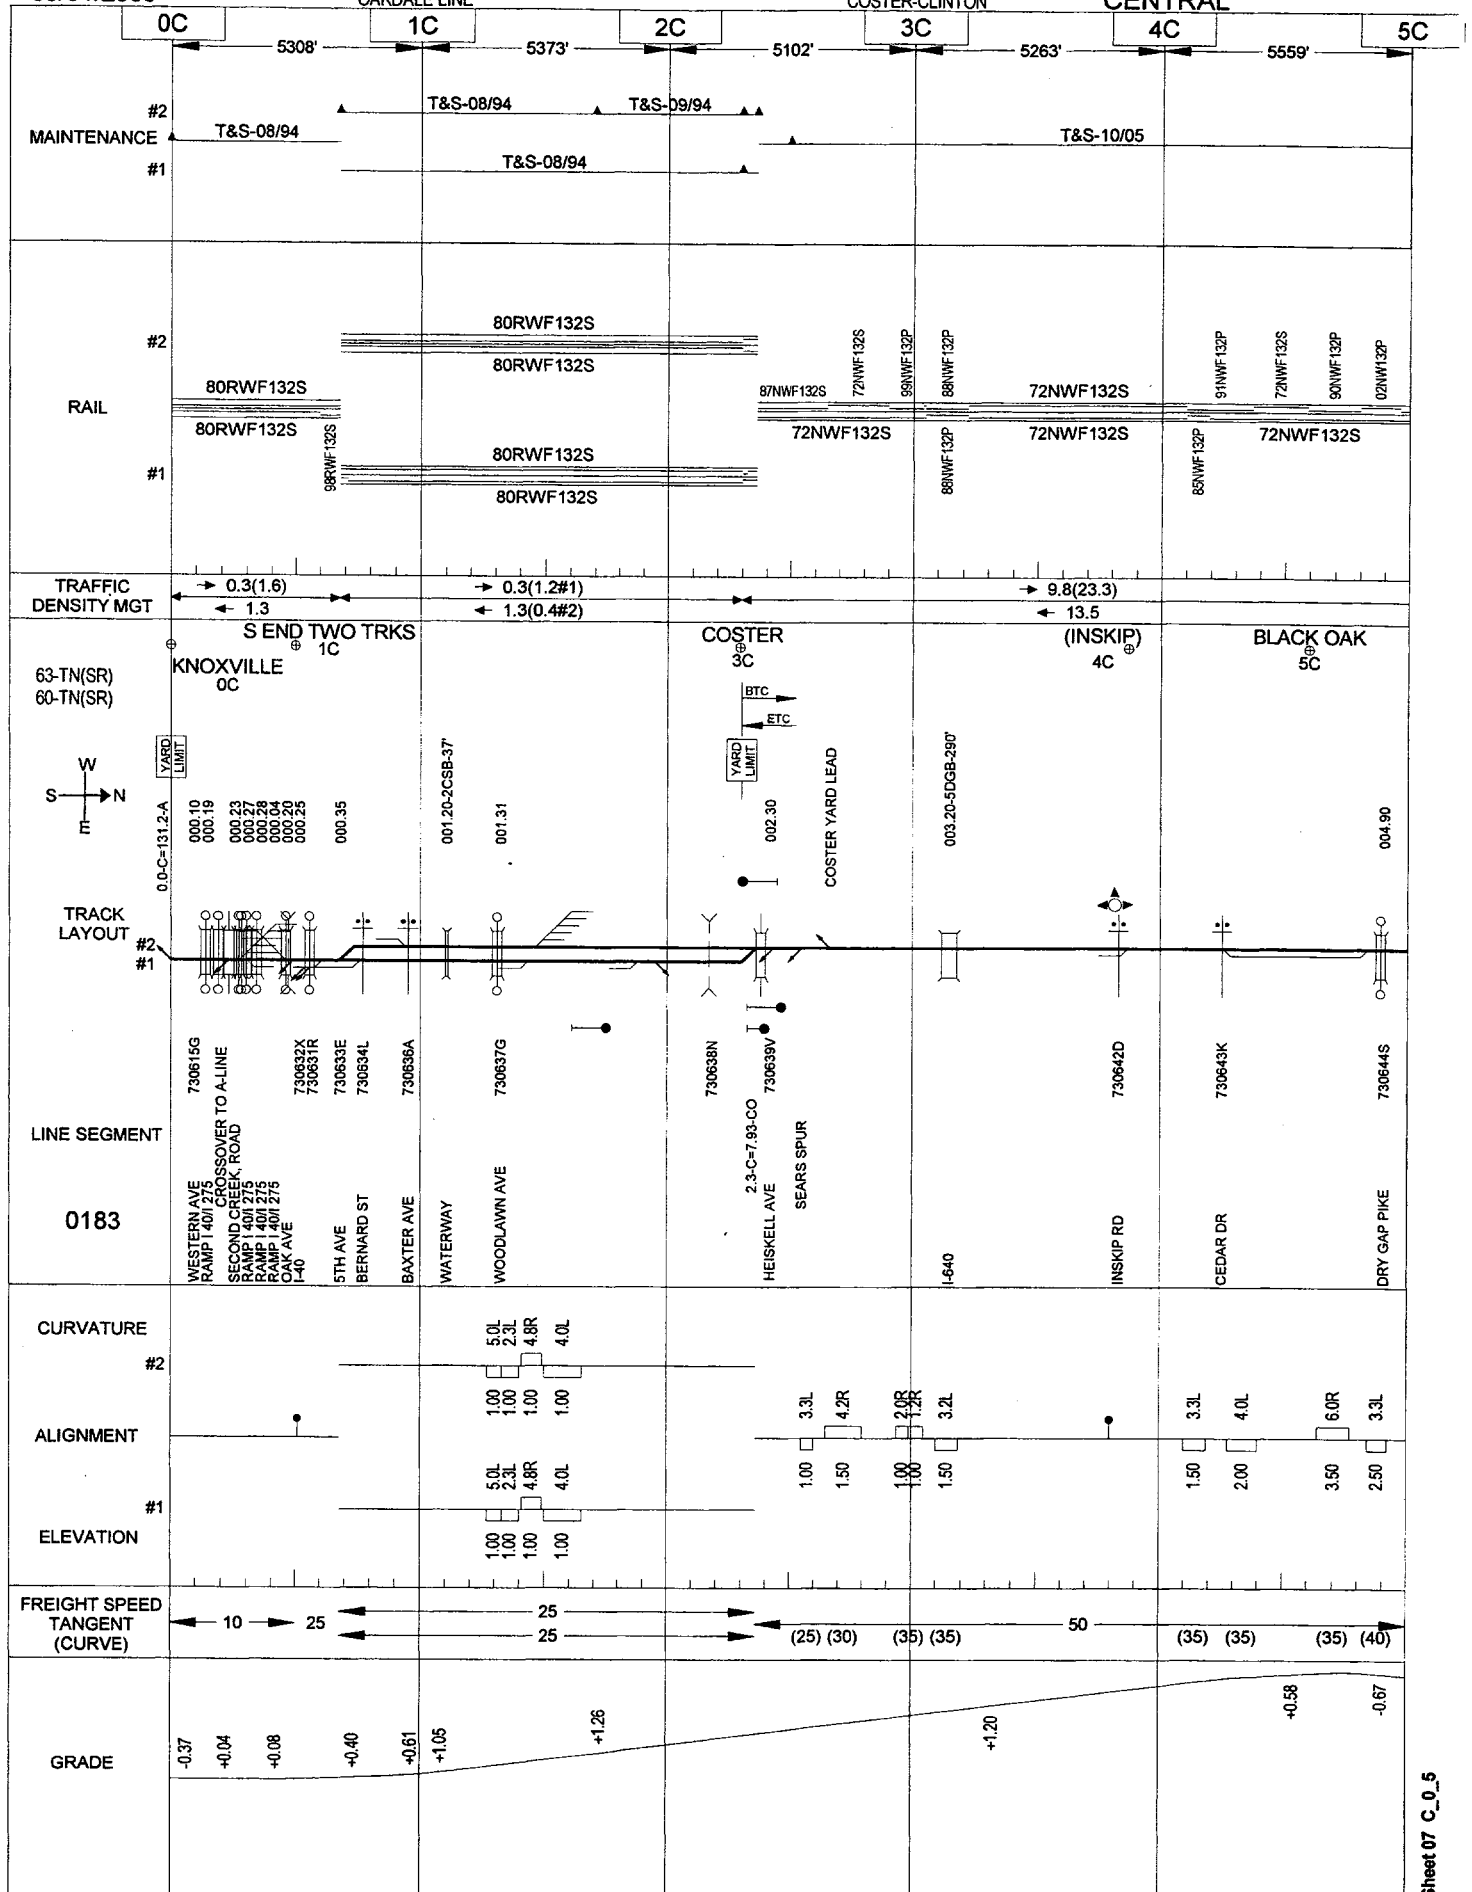 OAKDALE LINE
COSTER-CLINTON
CENTRAL
0C 1C 2C 3C 4C 5C
5308' 5373' 5102' 5263' 5559'
#2 T&S-08/94 T&S-09/94
MAINTENANCE T&S-08/94 T&S-10/05
#1 T&S-08/94
80RWF132S
#2
80RWF132S
72NWF132S 99NWF132P 88NWF132P 91NWF132P 72NWF132S 90NWF132P 02NW132P
80RWF132S 87NWF132S 72NWF132S
RAIL
80RWF132S 72NWF132S 72NWF132S 72NWF132S
98RWF132S
80RWF132S
88NWF132P 85NWF132P
#1
80RWF132S
TRAFFIC
DENSITY MGT
0.3(1.6) 0.3(1.2#1) 9.8(23.3)
1.3 1.3(0.4#2) 13.5
S END TWO TRKS
1C
COSTER
3C
(INSKIP)
4C
BLACK OAK
5C
KNOXVILLE
0C
63-TN(SR)
60-TN(SR)
BTC
ETC
YARD
LIMIT
YARD
LIMIT
W
S N
E
0.0-C=131.2-A
000.10
000.19
000.23
000.27
000.28
000.04
000.20
000.25
000.35
001.20-2CSB-37'
001.31
002.30
COSTER YARD LEAD
003.20-5DGB-290'
004.90
TRACK
LAYOUT
#2
#1
730615G
730632X
730631R
730633E
730634L
730636A
730637G
730638N
730639V
730642D
730643K
730644S
LINE SEGMENT
0183
WESTERN AVE
RAMP I 40/I 275
CROSSOVER TO A-LINE
SECOND CREEK, ROAD
RAMP I 40/I 275
RAMP I 40/I 275
RAMP I 40/I 275
OAK AVE
I-40
5TH AVE
BERNARD ST
BAXTER AVE
WATERWAY
WOODLAWN AVE
2.3-C=7.93-CO
HEISKELL AVE
SEARS SPUR
I-640
INSKIP RD
CEDAR DR
DRY GAP PIKE
CURVATURE
#2
5.0L 2.3L 4.8R 4.0L
1.00 1.00 1.00 1.00
ALIGNMENT
3.3L 4.2R 2.0R 1.2R 3.2L 3.3L 4.0L 6.0R 3.3L
1.00 1.50 1.00 1.00 1.50 1.50 2.00 3.50 2.50
#1
5.0L 2.3L 4.8R 4.0L
1.00 1.00 1.00 1.00
ELEVATION
FREIGHT SPEED
TANGENT
(CURVE)
10 25 25 50
25
(25) (30) (35) (35) (35) (35) (35) (40)
GRADE
-0.37 +0.04 +0.08 +0.40 +0.61 +1.05 +1.26 +1.20 +0.58 -0.67
Sheet 07 C_0_5